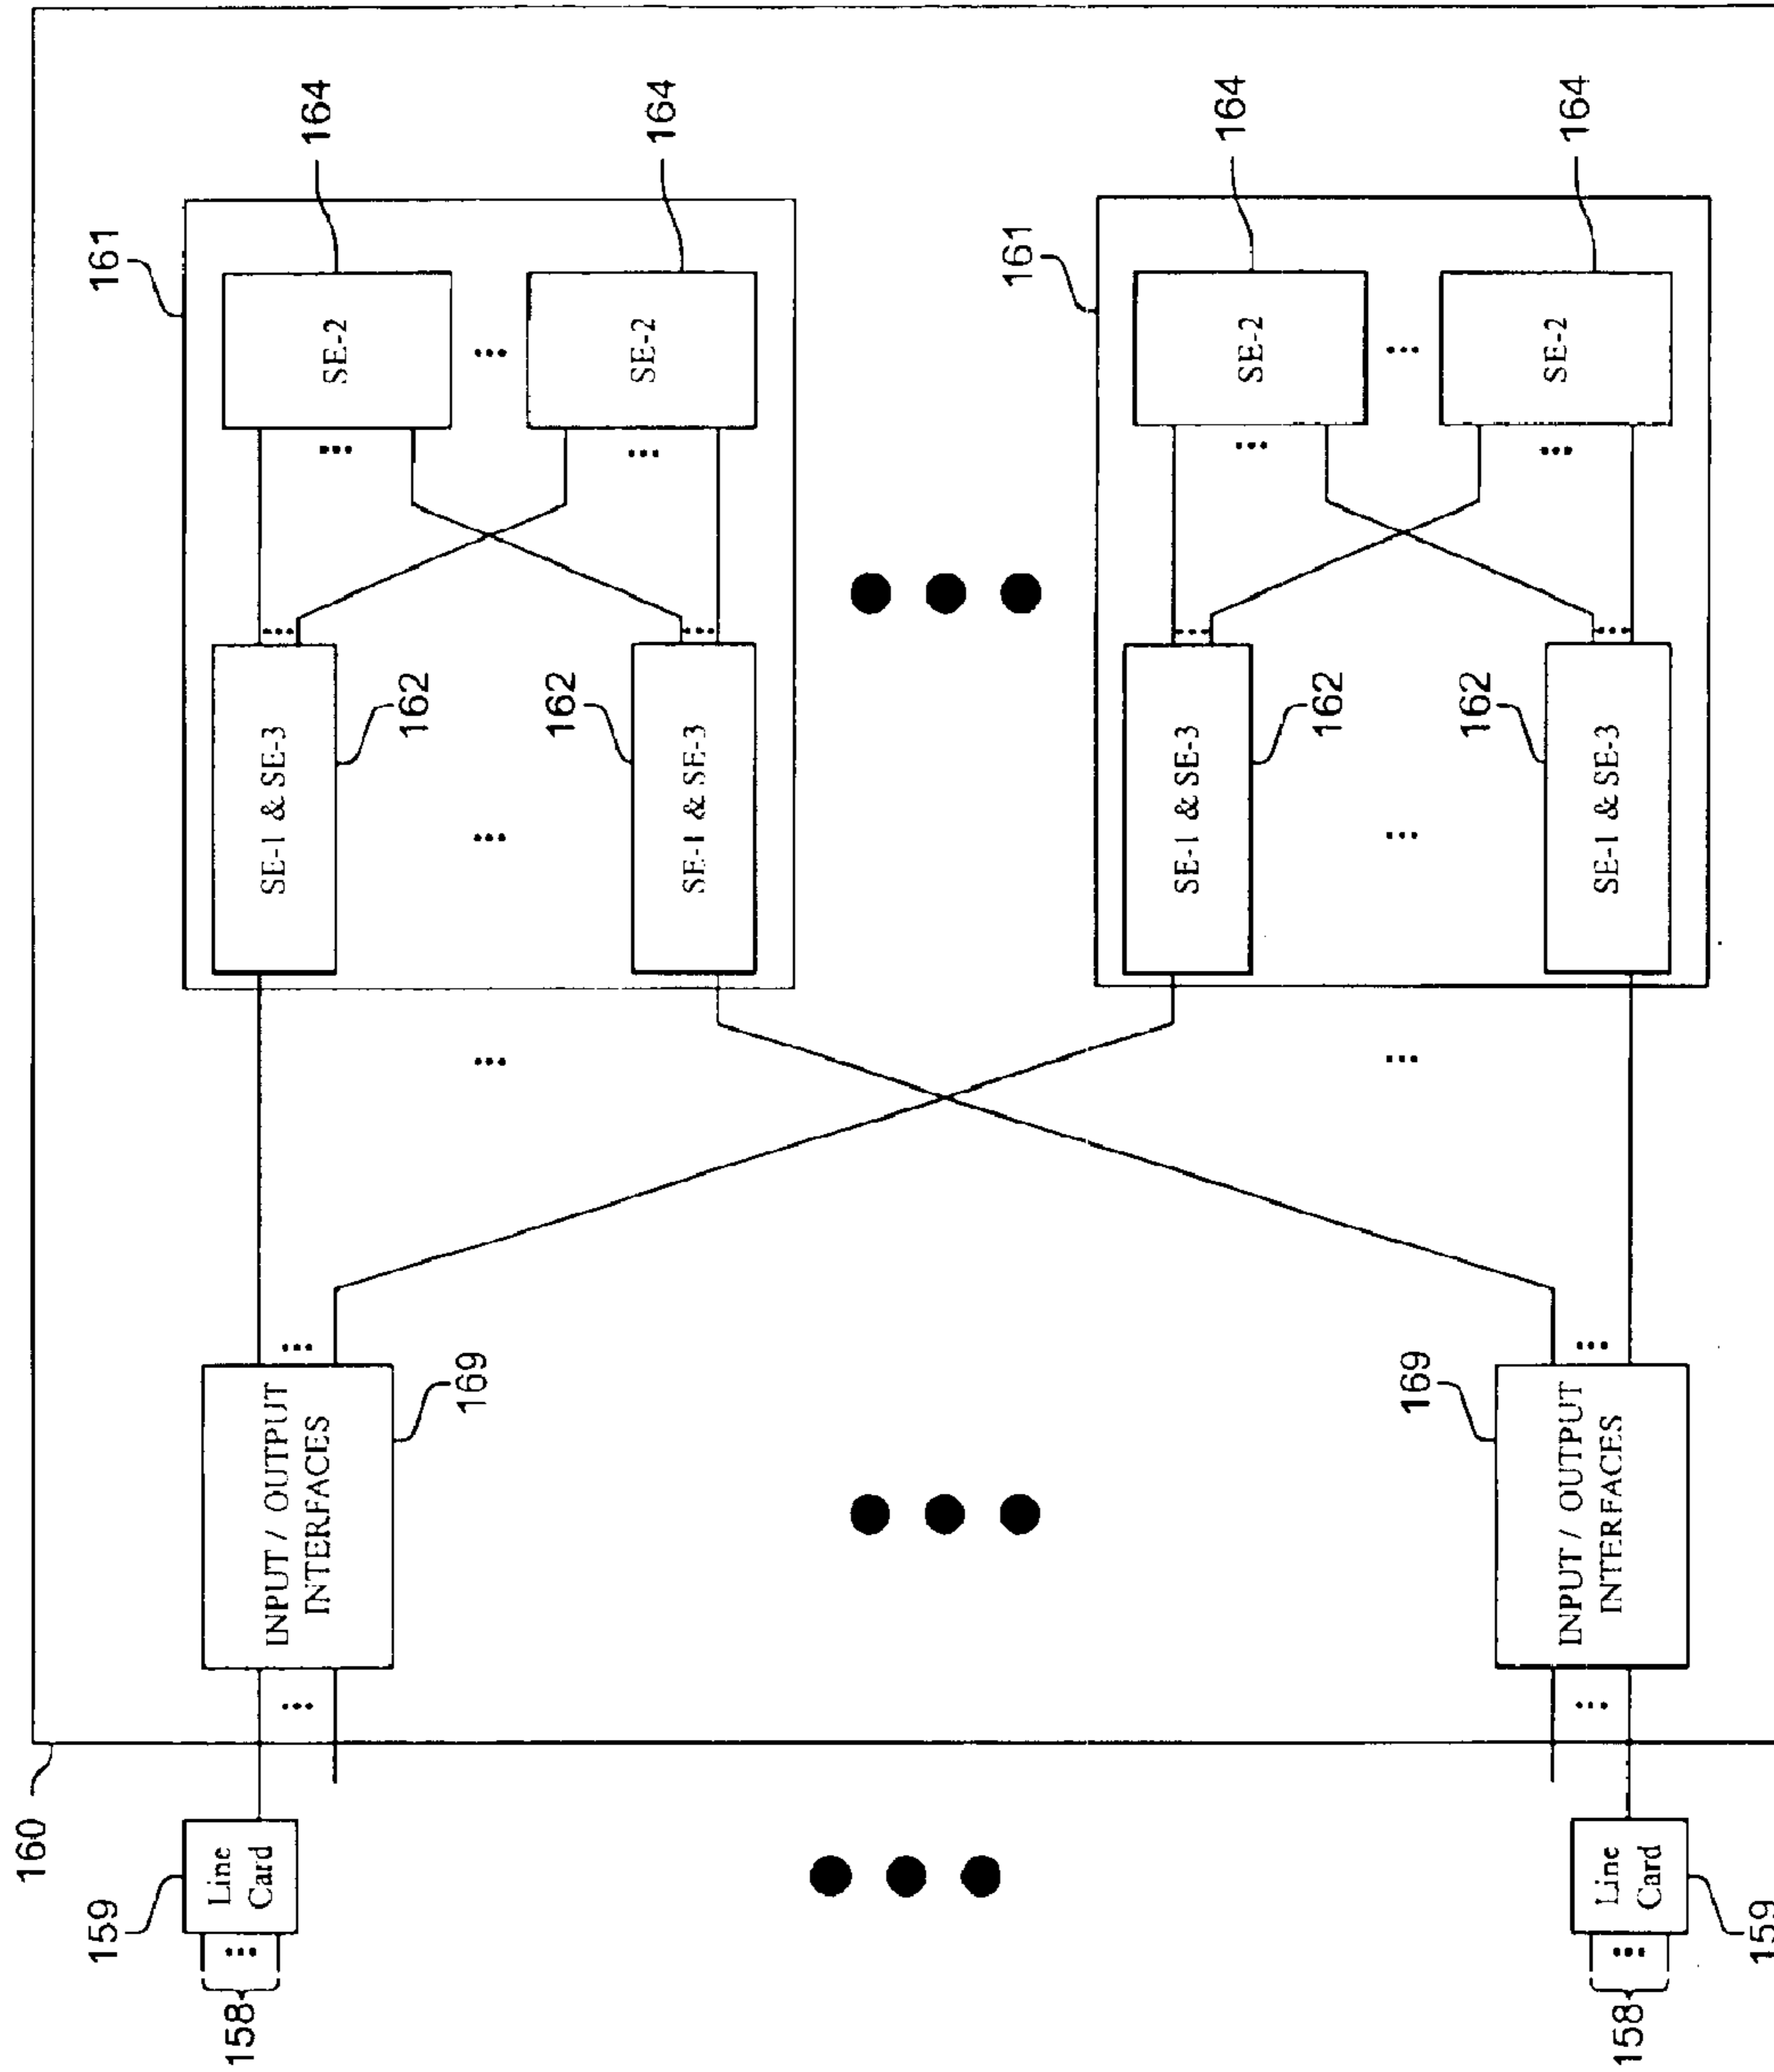 160
159
Line
Card
158
INPUT / OUTPUT
INTERFACES
169
161
SE-1 & SE-3
162
SE-1 & SE-3
162
SE-2
164
SE-2
164
159
Line
Card
158
INPUT / OUTPUT
INTERFACES
169
161
SE-1 & SE-3
162
SE-1 & SE-3
162
SE-2
164
SE-2
164